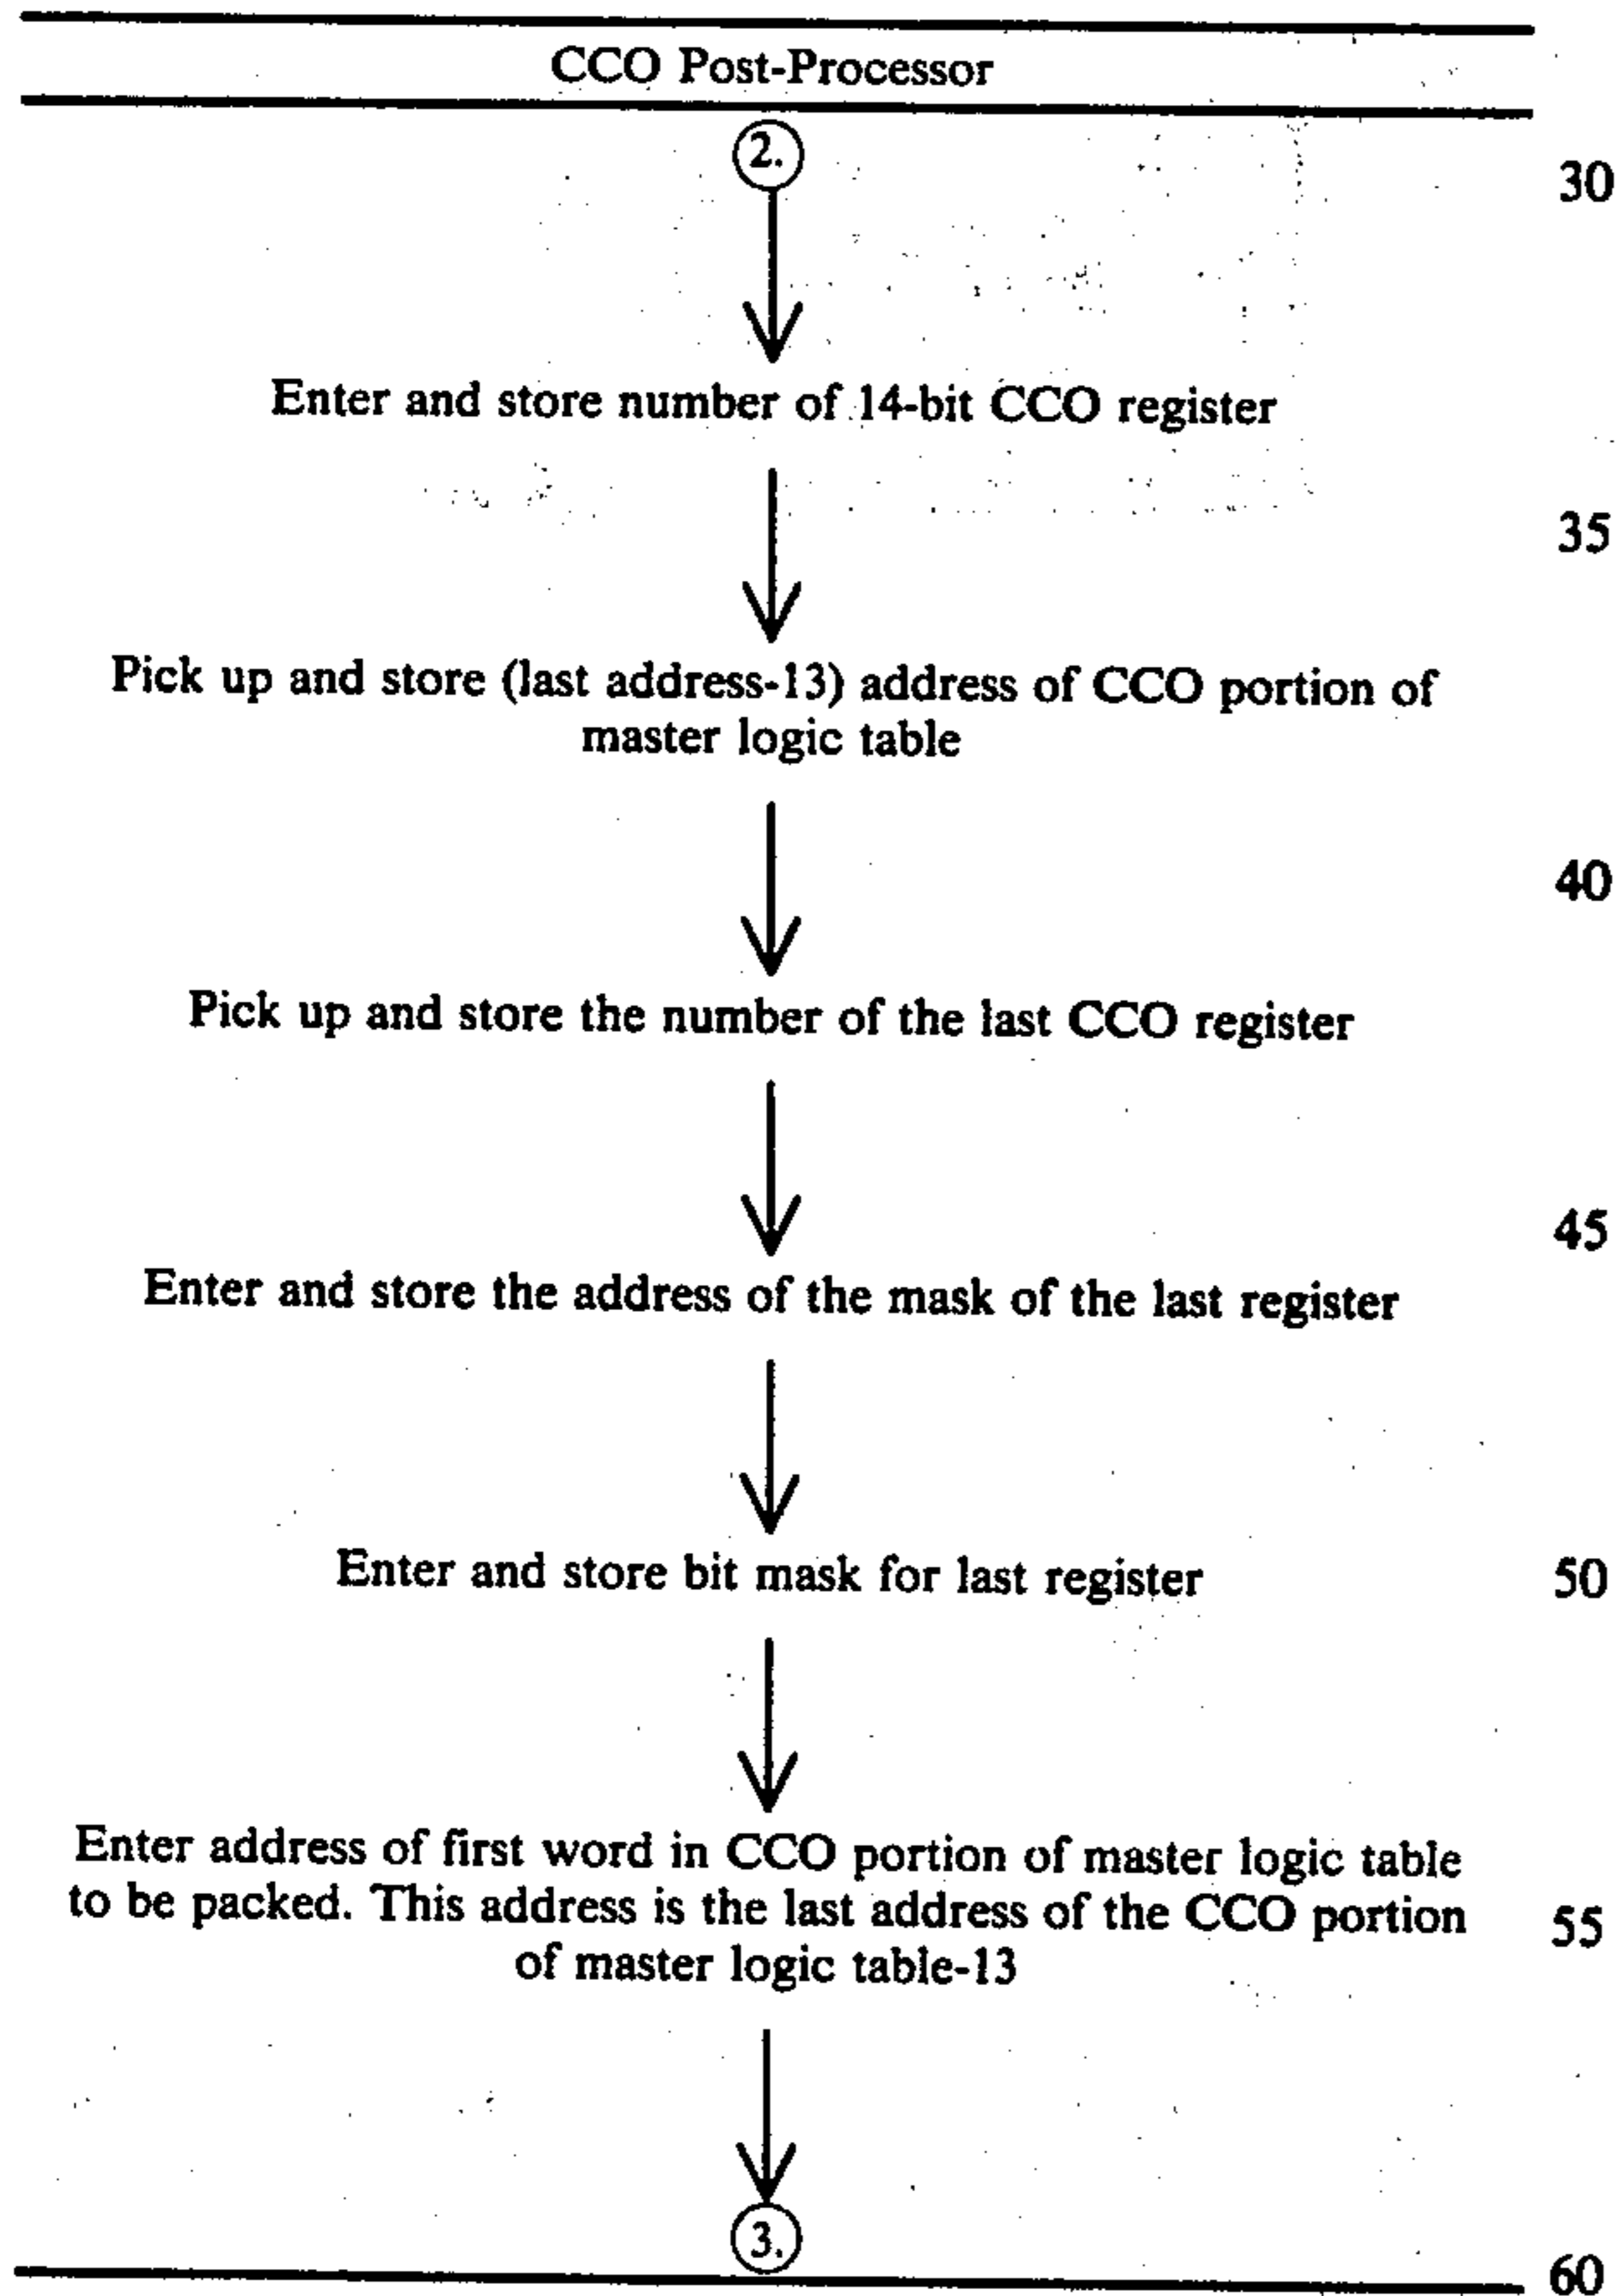 CCO Post-Processor
2.
30
Enter and store number of 14-bit CCO register
35
Pick up and store (last address-13) address of CCO portion of
master logic table
40
Pick up and store the number of the last CCO register
45
Enter and store the address of the mask of the last register
Enter and store bit mask for last register
50
Enter address of first word in CCO portion of master logic table
to be packed. This address is the last address of the CCO portion
55
of master logic table-13
3.
60